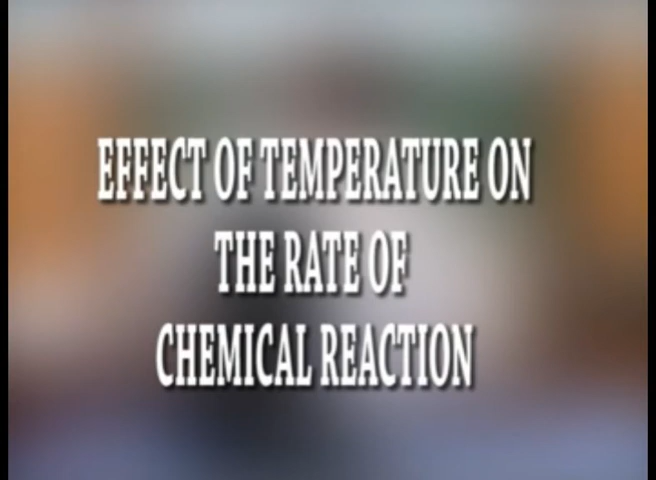 EFFECT OF TEMPERATURE ON
THE RATE OF
CHEMICAL REACTION